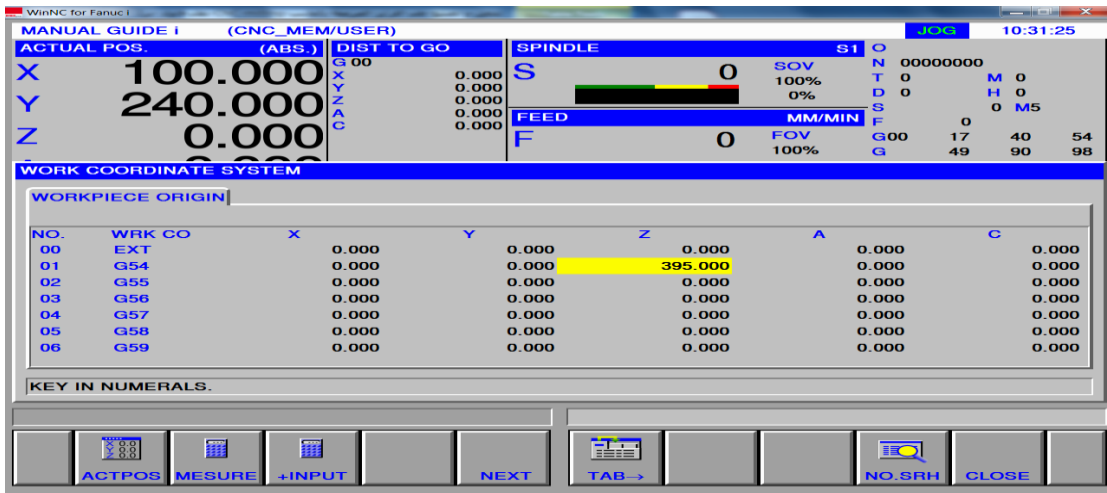 WinNC for Fanuc i
MANUAL GUIDE i (CNC_MEM/USER) JOG 10:31:25
ACTUAL POS. (ABS.)
X 100.000
Y 240.000
Z 0.000
DIST TO GO
G 00
X 0.000
Y 0.000
Z 0.000
A 0.000
C 0.000
SPINDLE S1
S 0 SOV
100%
0%
FEED MM/MIN
F 0 FOV
100%
O
N 00000000
T 0 M 0
D 0 H 0
S 0 M5
F 0
G00 17 40 54
G 49 90 98
WORK COORDINATE SYSTEM
WORKPIECE ORIGIN
NO. WRK CO X Y Z A C
00 EXT 0.000 0.000 0.000 0.000 0.000
01 G54 0.000 0.000 395.000 0.000 0.000
02 G55 0.000 0.000 0.000 0.000 0.000
03 G56 0.000 0.000 0.000 0.000 0.000
04 G57 0.000 0.000 0.000 0.000 0.000
05 G58 0.000 0.000 0.000 0.000 0.000
06 G59 0.000 0.000 0.000 0.000 0.000
KEY IN NUMERALS.
ACTPOS MESURE +INPUT NEXT TAB→ NO.SRH CLOSE